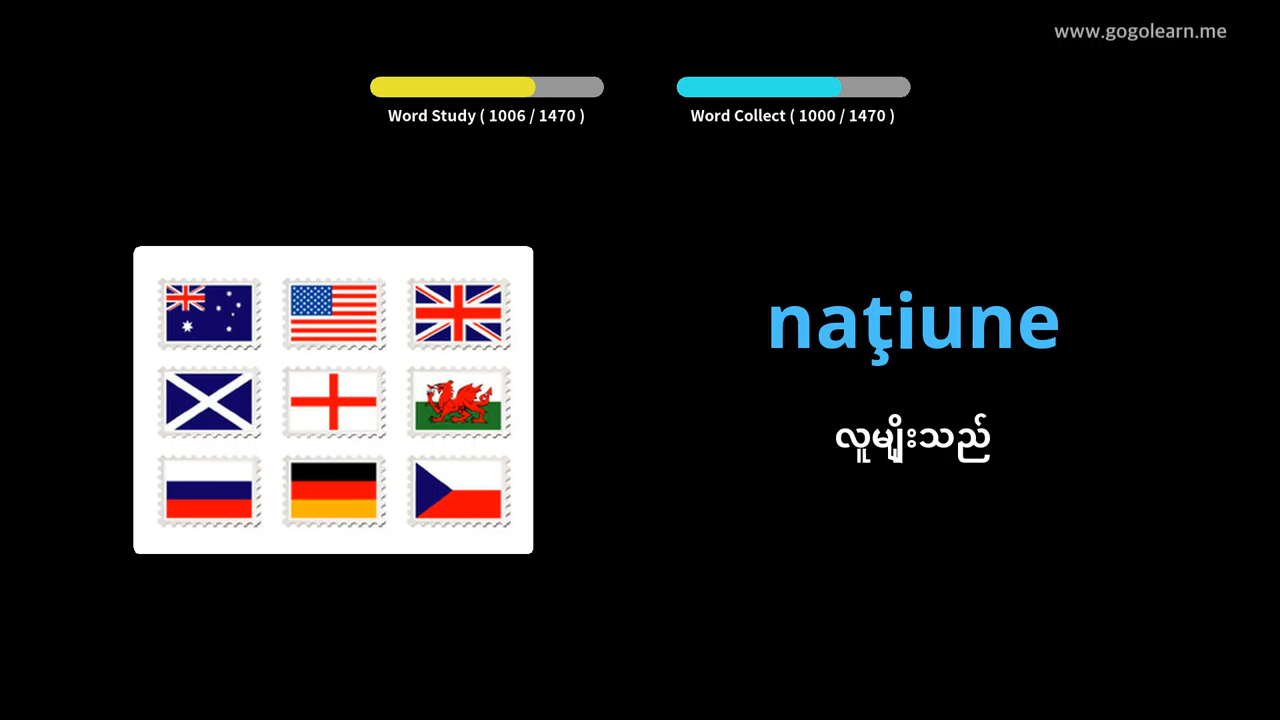 www.gogolearn.me
Word Study ( 1006 / 1470 )
Word Collect ( 1000 / 1470 )
naţiune
လူမျိုးသည်